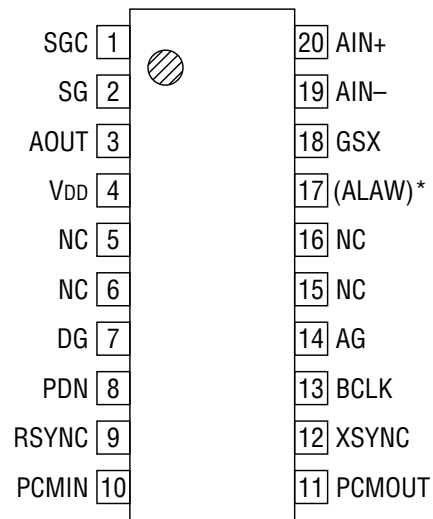 SGC 1 20 AIN+
SG 2 19 AIN–
AOUT 3 18 GSX
VDD 4 17 (ALAW)*
NC 5 16 NC
NC 6 15 NC
DG 7 14 AG
PDN 8 13 BCLK
RSYNC 9 12 XSYNC
PCMIN 10 11 PCMOUT